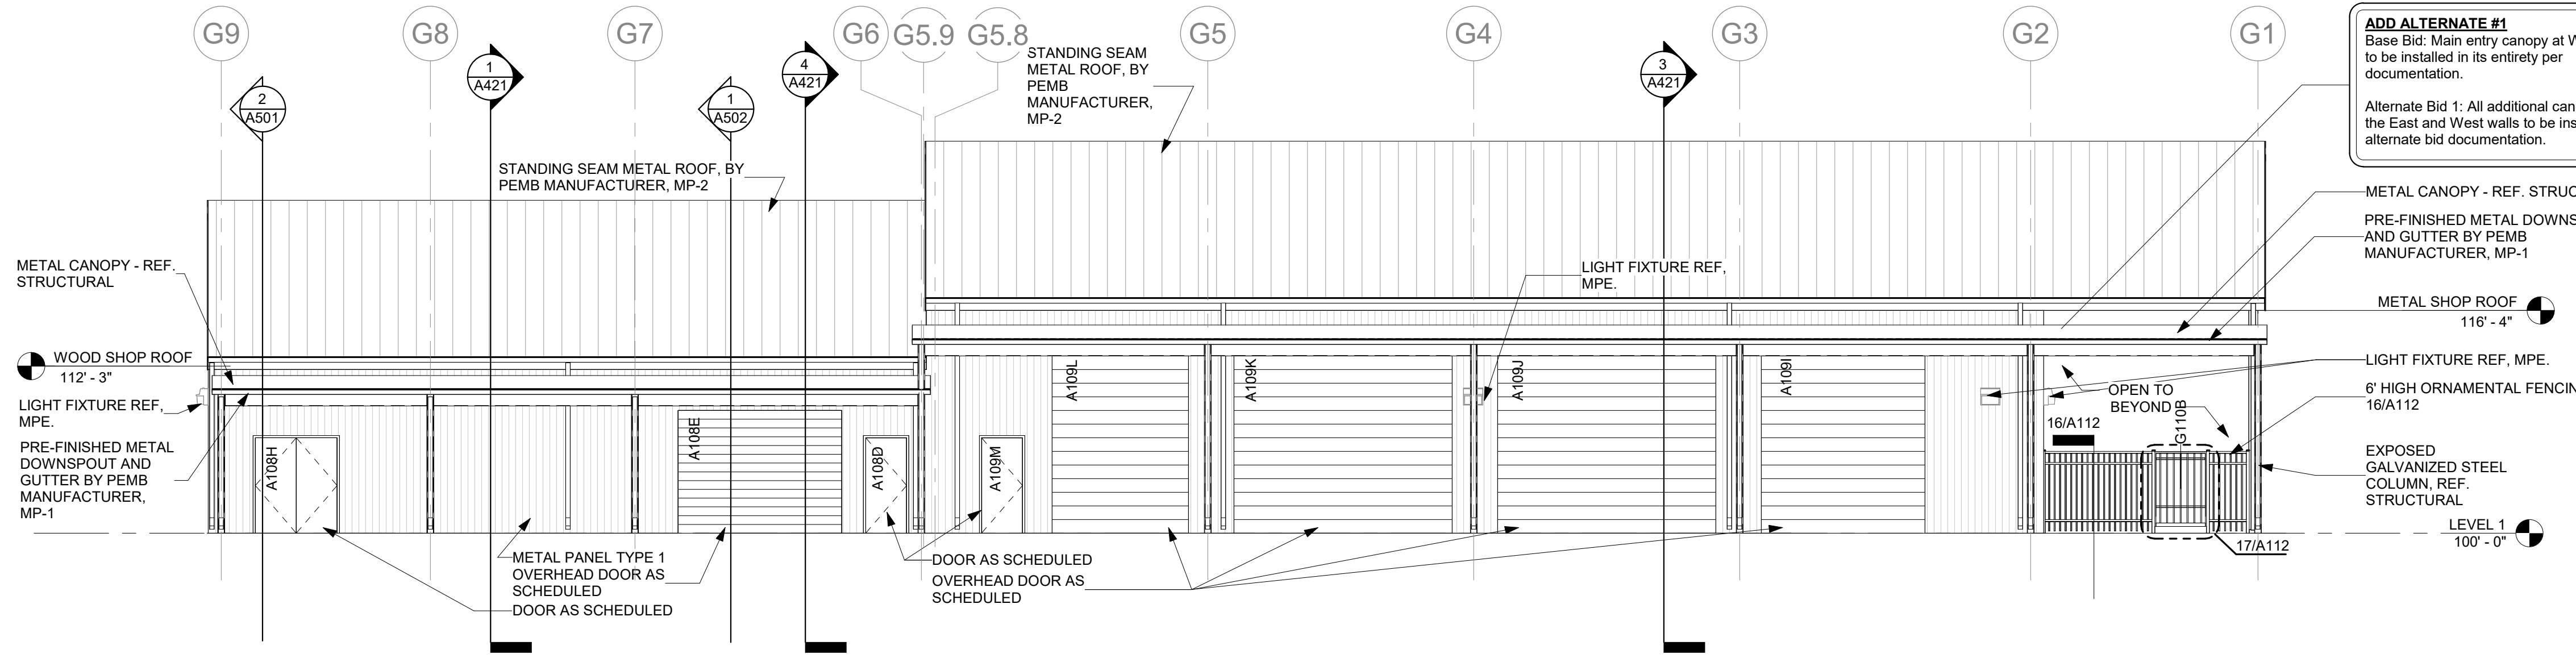 G9
G8
G7
G6
G5.9
G5.8
G5
G4
G3
G2
G1
2
A501
1
A421
1
A502
4
A421
3
A421
STANDING SEAM
METAL ROOF, BY
PEMB
MANUFACTURER,
MP-2
STANDING SEAM METAL ROOF, BY
PEMB MANUFACTURER, MP-2
ADD ALTERNATE #1
Base Bid: Main entry canopy at
to be installed in its entirety per
documentation.
Alternate Bid 1: All additional
the East and West walls to be
alternate bid documentation.
METAL CANOPY - REF.
PRE-FINISHED METAL
AND GUTTER BY PEMB
MANUFACTURER, MP-1
METAL SHOP ROOF
116' - 4"
LIGHT FIXTURE REF, MPE.
6' HIGH ORNAMENTAL
16/A112
EXPOSED
GALVANIZED STEEL
COLUMN, REF.
STRUCTURAL
LEVEL 1
100' - 0"
17/A112
METAL CANOPY - REF.
STRUCTURAL
WOOD SHOP ROOF
112' - 3"
LIGHT FIXTURE REF,
MPE.
PRE-FINISHED METAL
DOWNSPOUT AND
GUTTER BY PEMB
MANUFACTURER,
MP-1
LIGHT FIXTURE REF,
MPE.
A108H
A108E
A108D
A109M
A109L
A109K
A109J
A109I
OPEN TO
BEYOND
G110B
16/A112
METAL PANEL TYPE 1
OVERHEAD DOOR AS
SCHEDULED
DOOR AS SCHEDULED
DOOR AS SCHEDULED
OVERHEAD DOOR AS
SCHEDULED